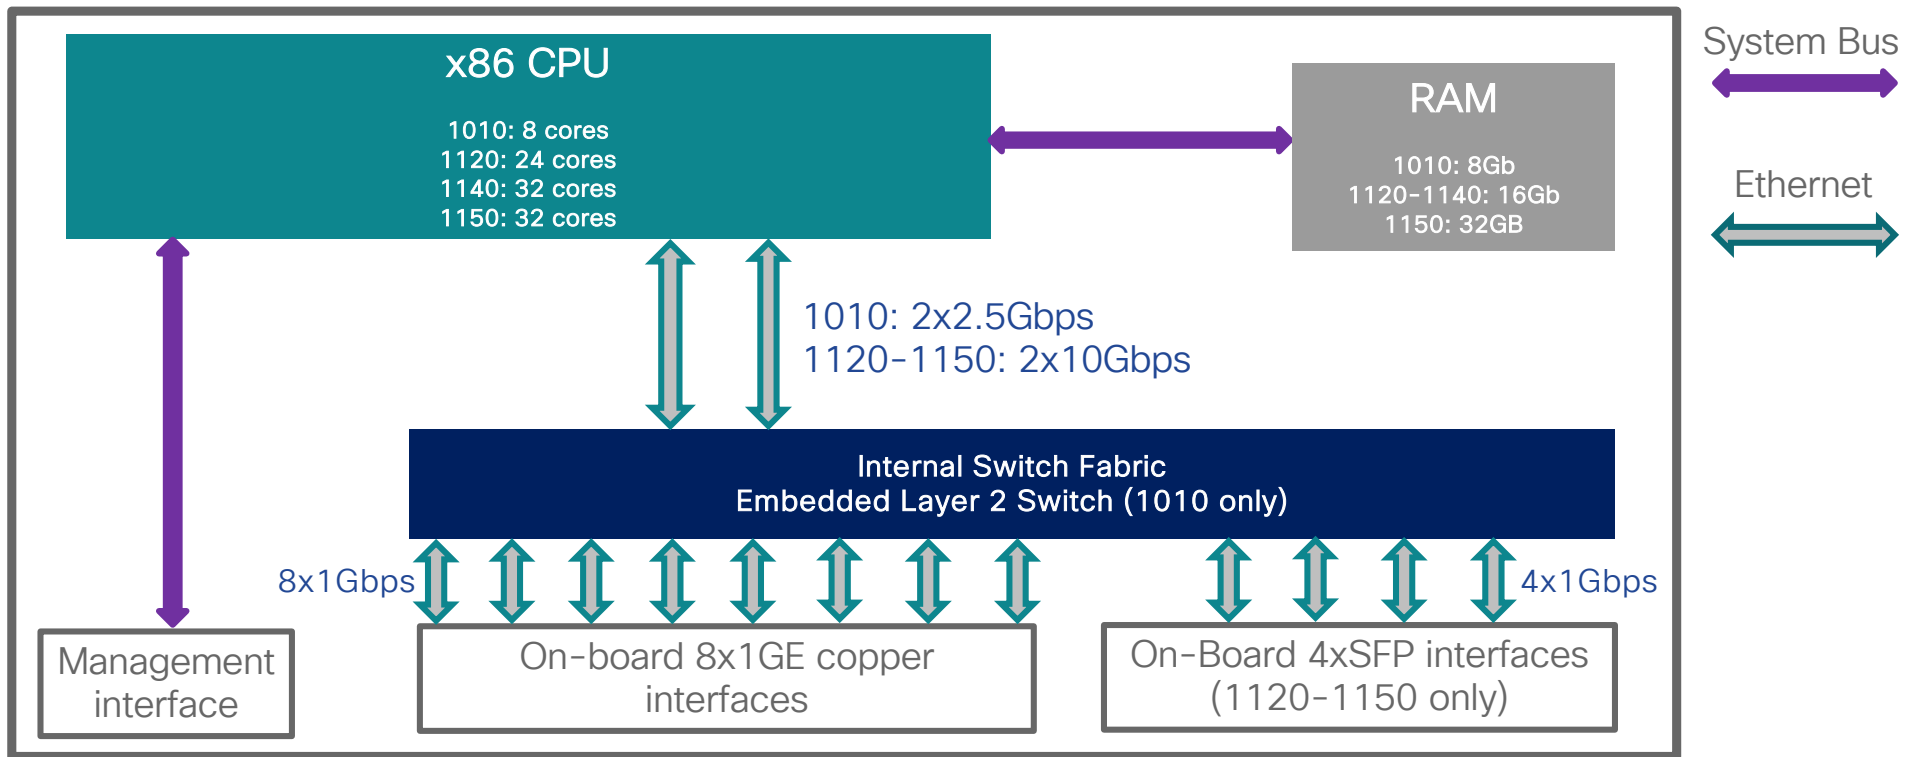 x86 CPU
1010: 8 cores
1120: 24 cores
1140: 32 cores
1150: 32 cores
RAM
1010: 8Gb
1120-1140: 16Gb
1150: 32GB
System Bus
Ethernet
1010: 2x2.5Gbps
1120-1150: 2x10Gbps
Internal Switch Fabric
Embedded Layer 2 Switch (1010 only)
8x1Gbps
4x1Gbps
Management
interface
On-board 8x1GE copper
interfaces
On-Board 4xSFP interfaces
(1120-1150 only)